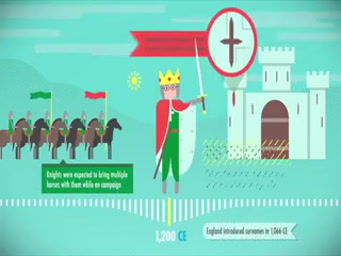 Knights were expected to bring multiple
horses with them while on campaign
1,200 CE
England introduced surnames in 1,066 CE